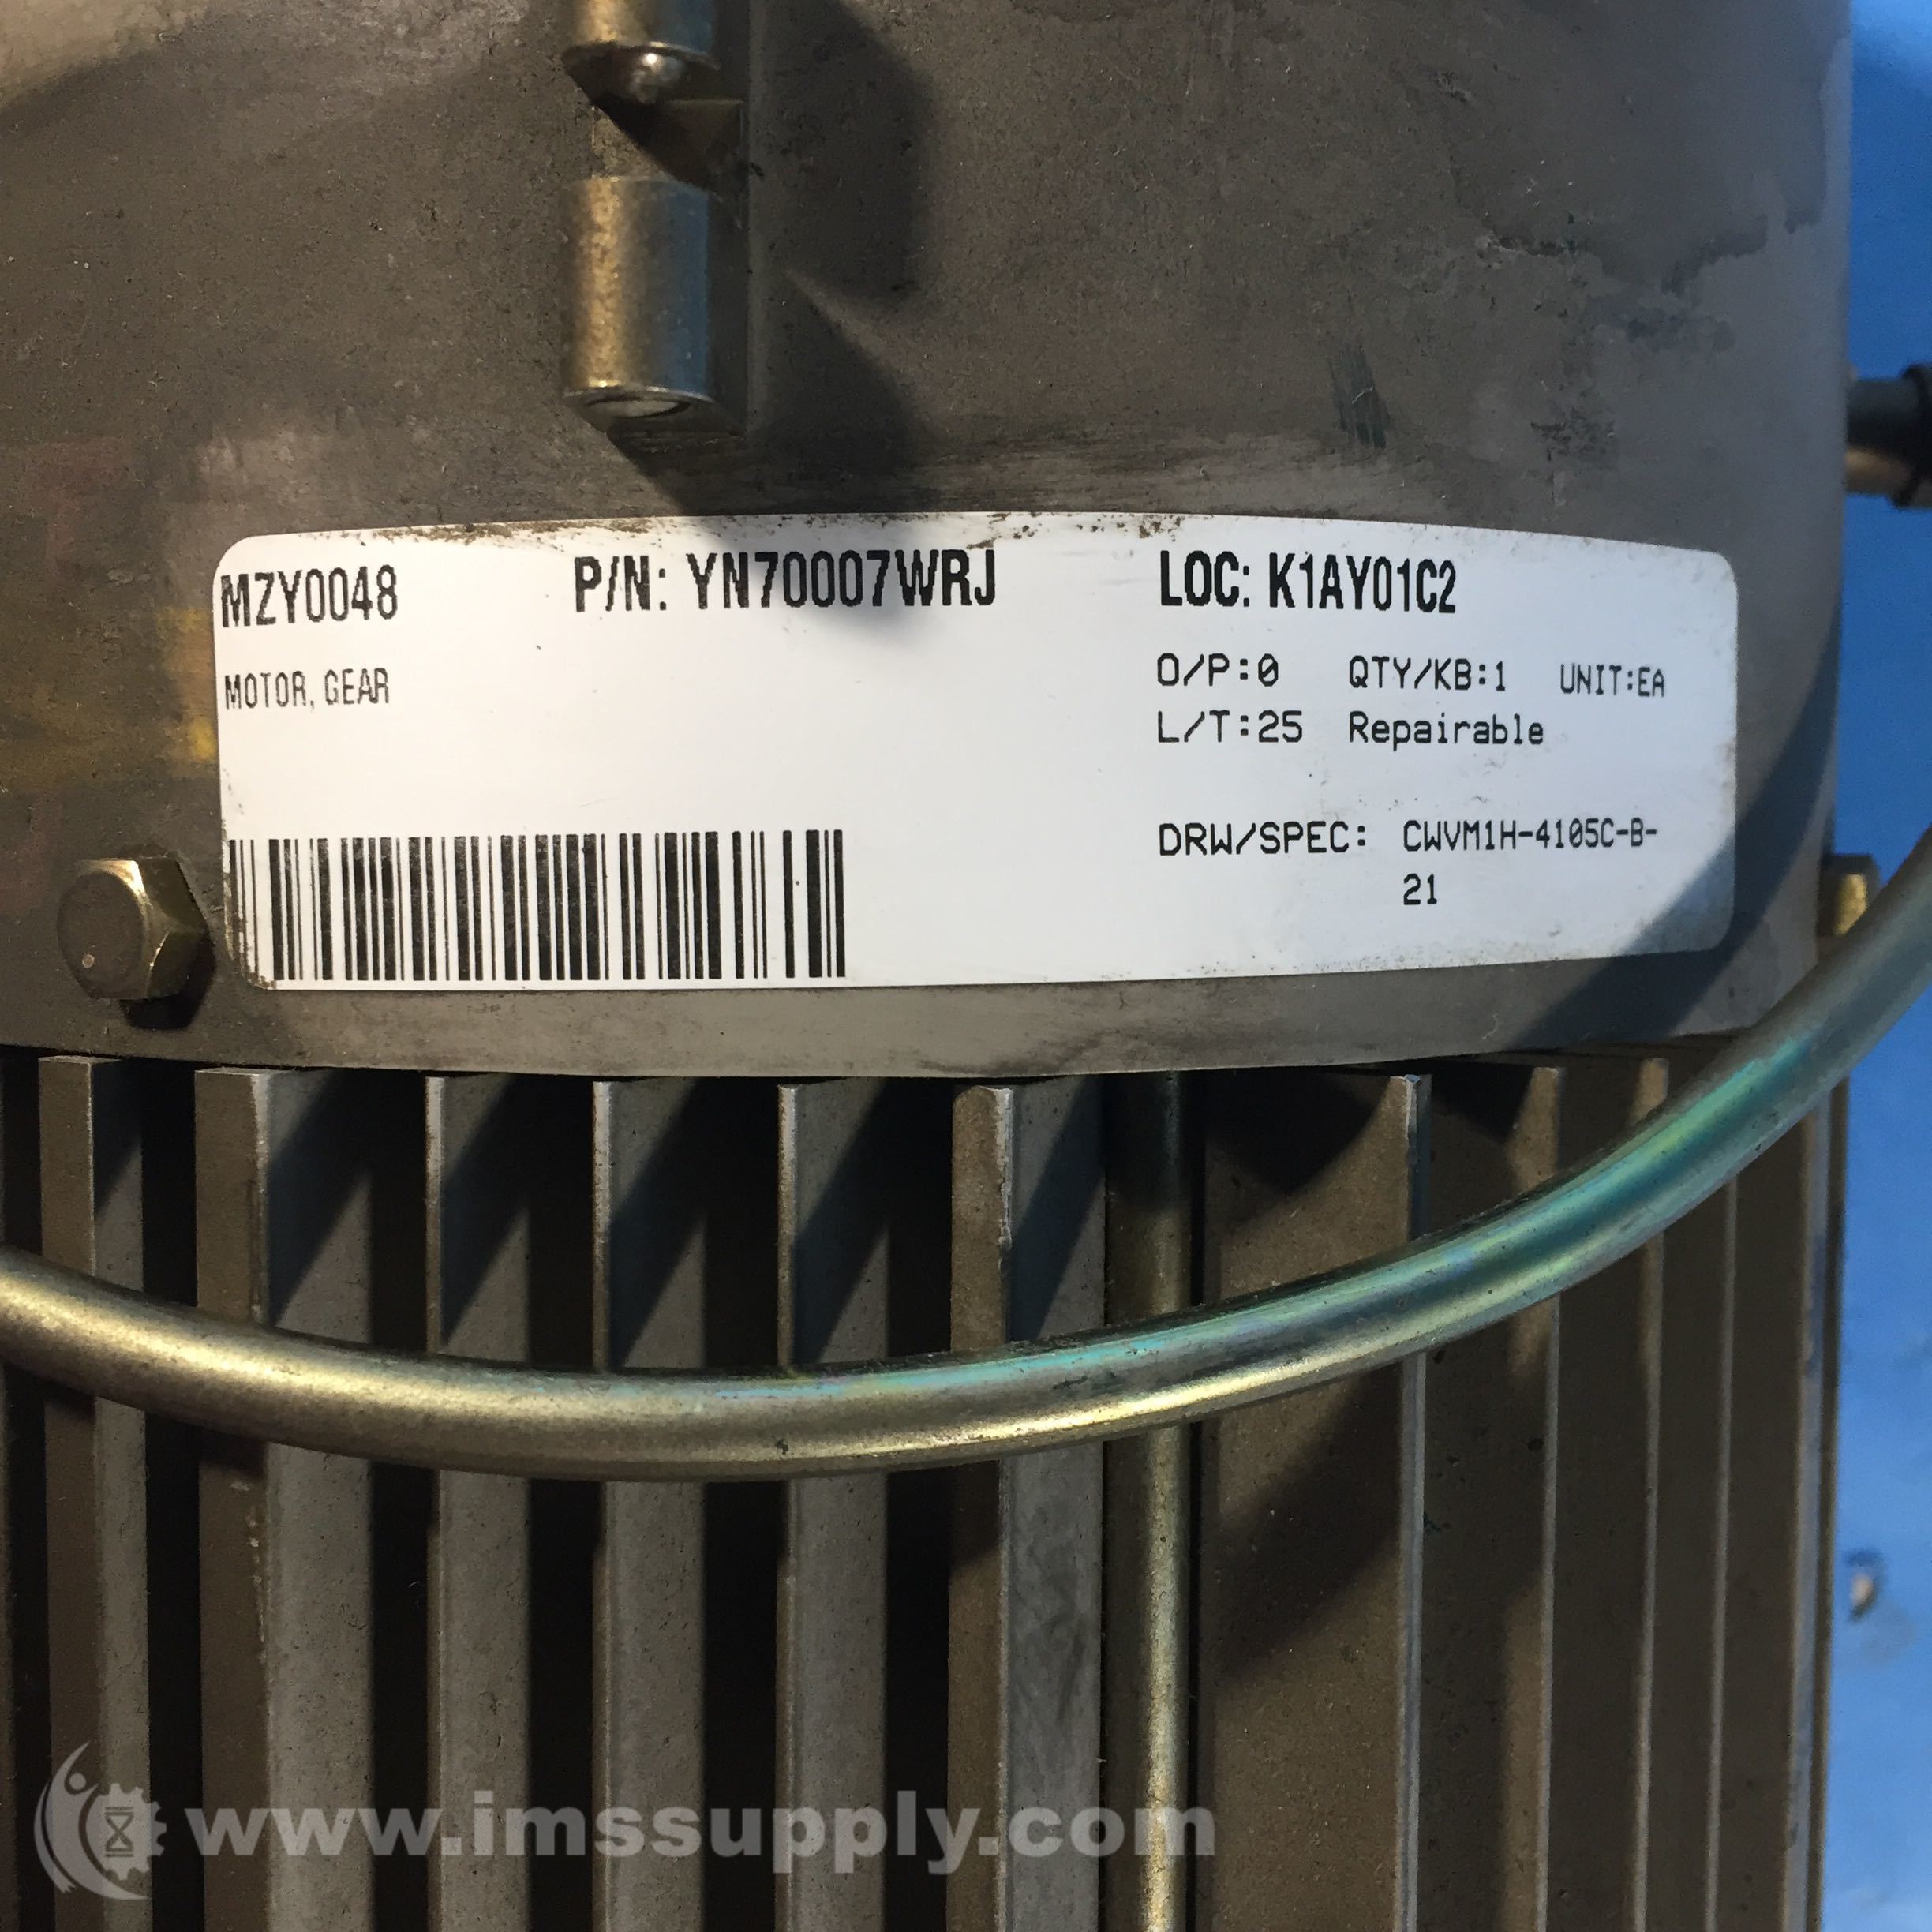 MZY0048 P/N: YN70007WRJ LOC: K1AY01C2
MOTOR, GEAR
O/P:0 QTY/KB:1 UNIT:EA
L/T:25 Repairable
DRW/SPEC: CWVM1H-4105C-B-
21
www.imssupply.com